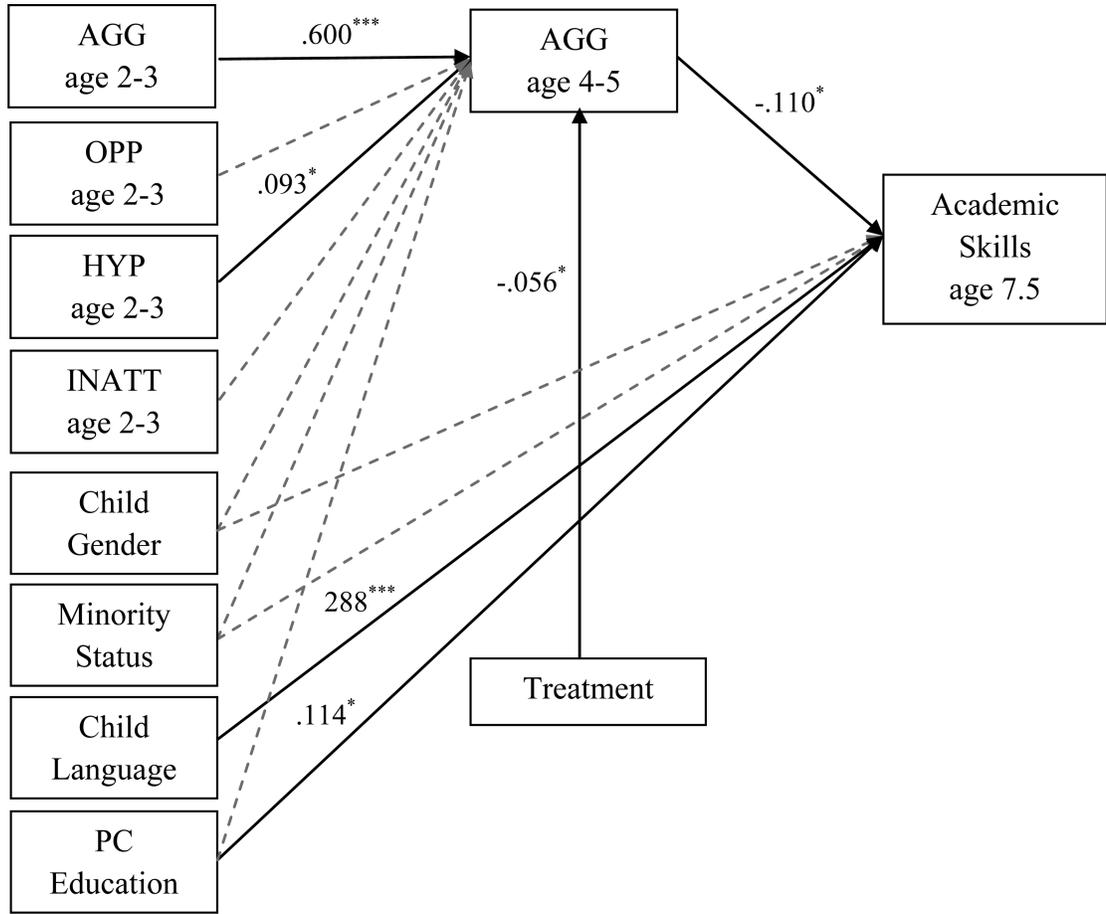 AGG
age 2-3
.600***
AGG
age 4-5
-.110*
OPP
age 2-3
.093*
HYP
age 2-3
-.056*
Academic
Skills
age 7.5
INATT
age 2-3
Child
Gender
Minority
Status
288***
Child
Language
.114*
Treatment
PC
Education